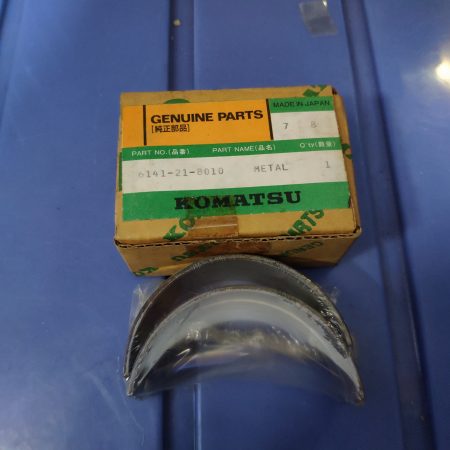 GENUINE PARTS
[純正部品]
MADE IN JAPAN
7 8
PART NO.(品番) PART NAME(品名) Q'ty(数量)
6141-21-8010 METAL 1
KOMATSU